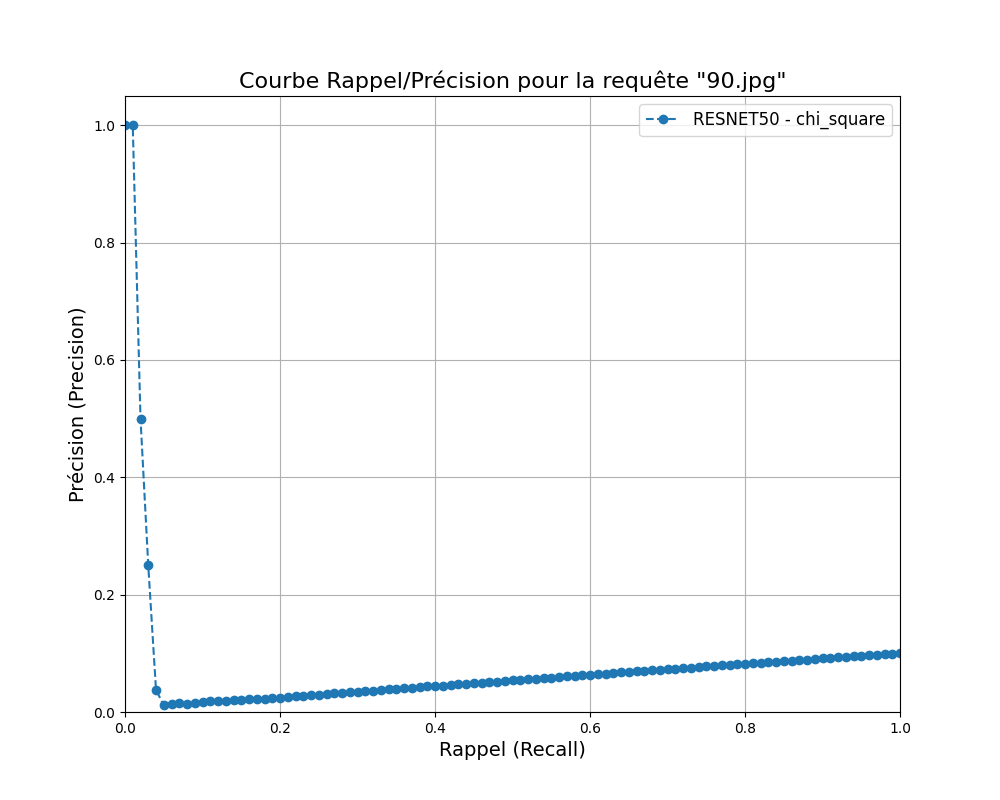 Courbe Rappel/Précision pour la requête "90.jpg"
RESNET50 - chi_square
1.0
0.8
0.6
0.4
0.2
0.0
Précision (Precision)
0.0 0.2 0.4 0.6 0.8 1.0
Rappel (Recall)